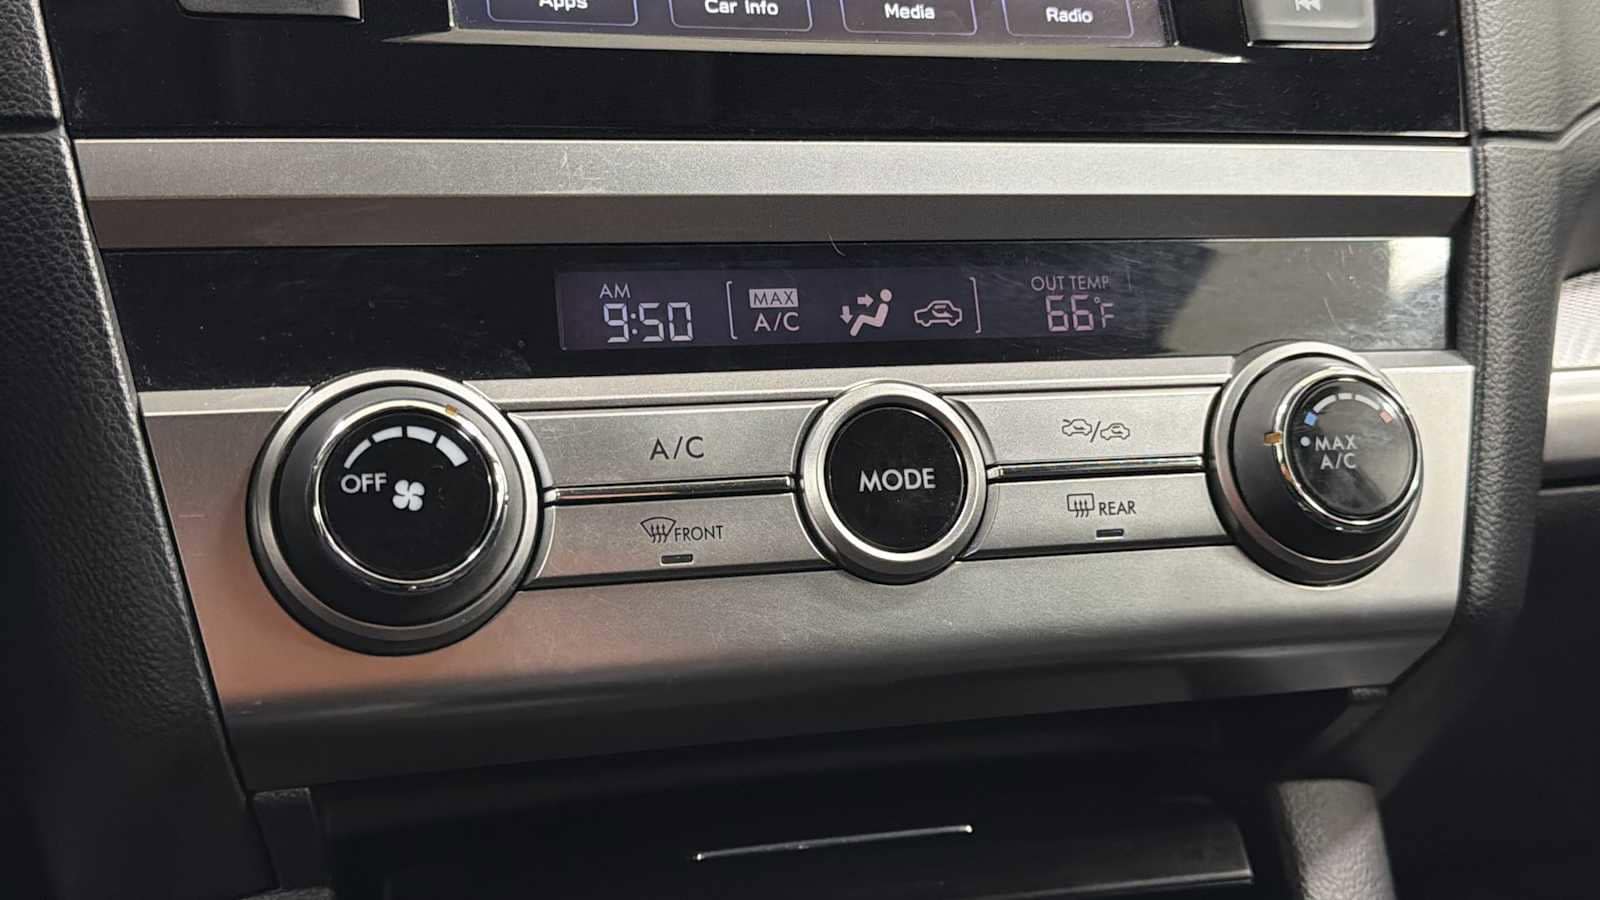 Apps
Car Info
Media
Radio
AM
9:50
MAX
A/C
OUT TEMP
66°F
OFF
A/C
FRONT
MODE
REAR
MAX
A/C